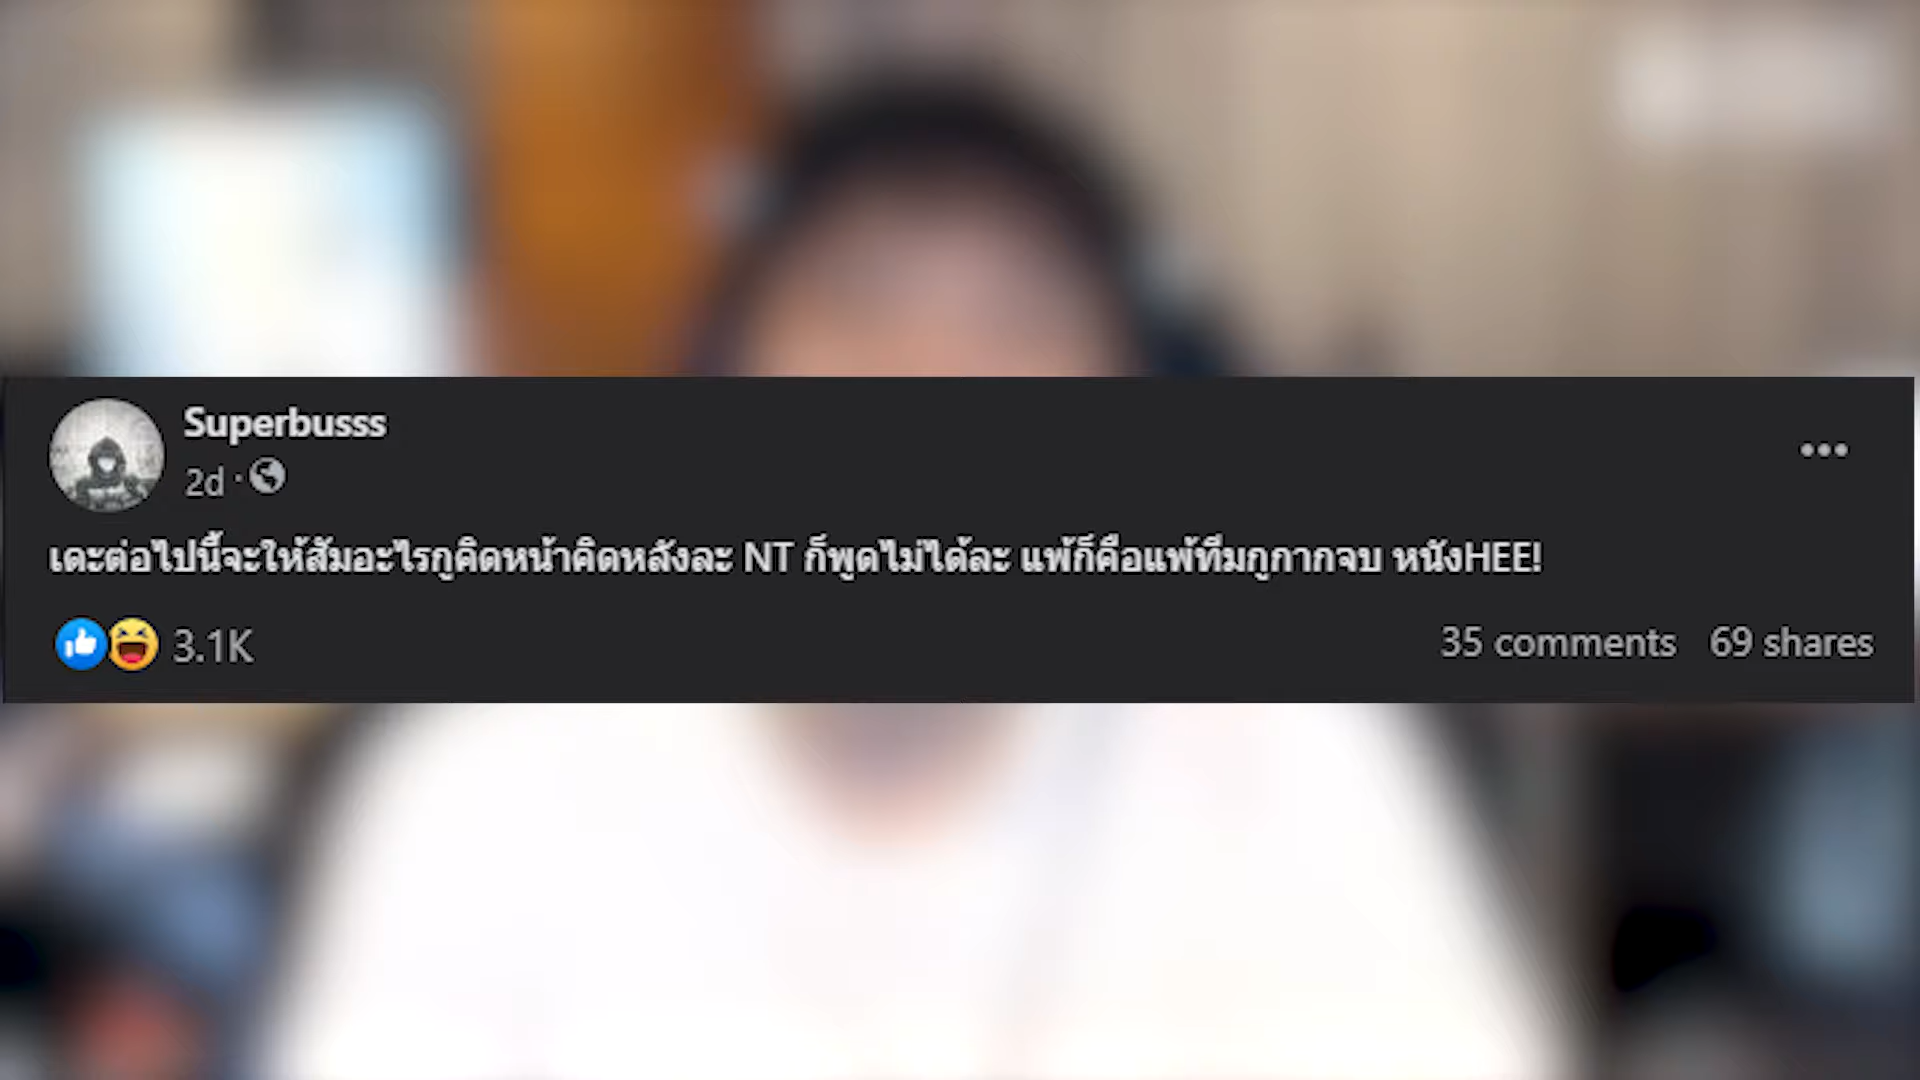 Superbusss
2d ·
เดะต่อไปนี้จะให้สัมอะไรกูคิดหน้าคิดหลังละ NT ก็พูดไม่ได้ละ แพ้ก็คือแพ้ทีมกูกากจบ หนังHEE!
3.1K
35 comments 69 shares